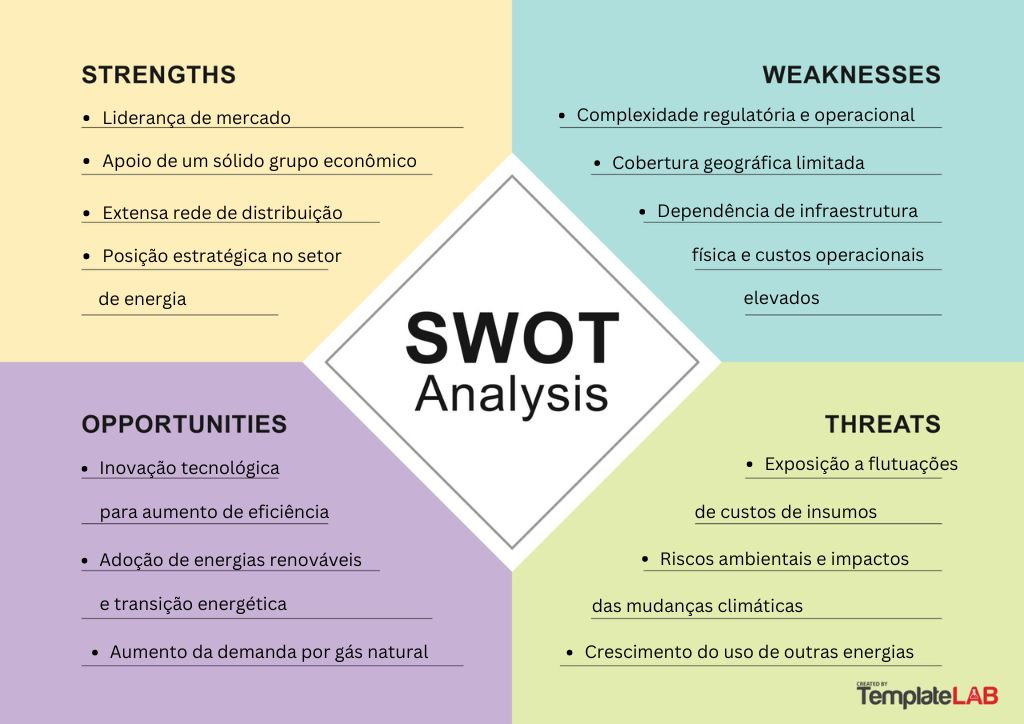 STRENGTHS
• Liderança de mercado
• Apoio de um sólido grupo econômico
• Extensa rede de distribuição
• Posição estratégica no setor
de energia
WEAKNESSES
• Complexidade regulatória e operacional
• Cobertura geográfica limitada
• Dependência de infraestrutura
física e custos operacionais
elevados
SWOT
Analysis
OPPORTUNITIES
• Inovação tecnológica
para aumento de eficiência
• Adoção de energias renováveis
e transição energética
• Aumento da demanda por gás natural
THREATS
• Exposição a flutuações
de custos de insumos
• Riscos ambientais e impactos
das mudanças climáticas
• Crescimento do uso de outras energias
CREATED BY
TemplateLAB